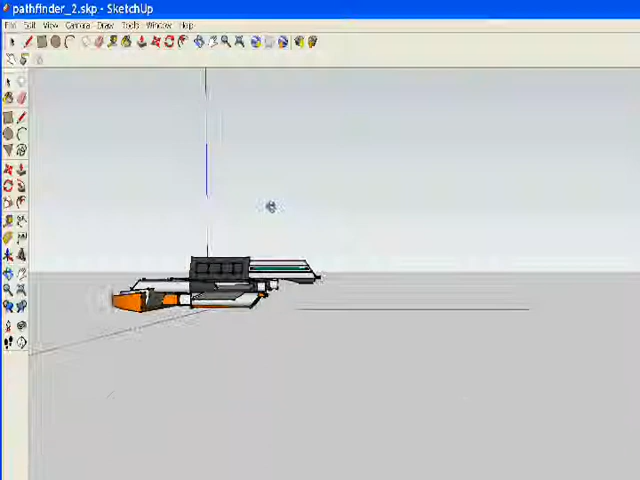 pathfinder_2.skp - SketchUp
File Edit View Camera Draw Tools Window Help